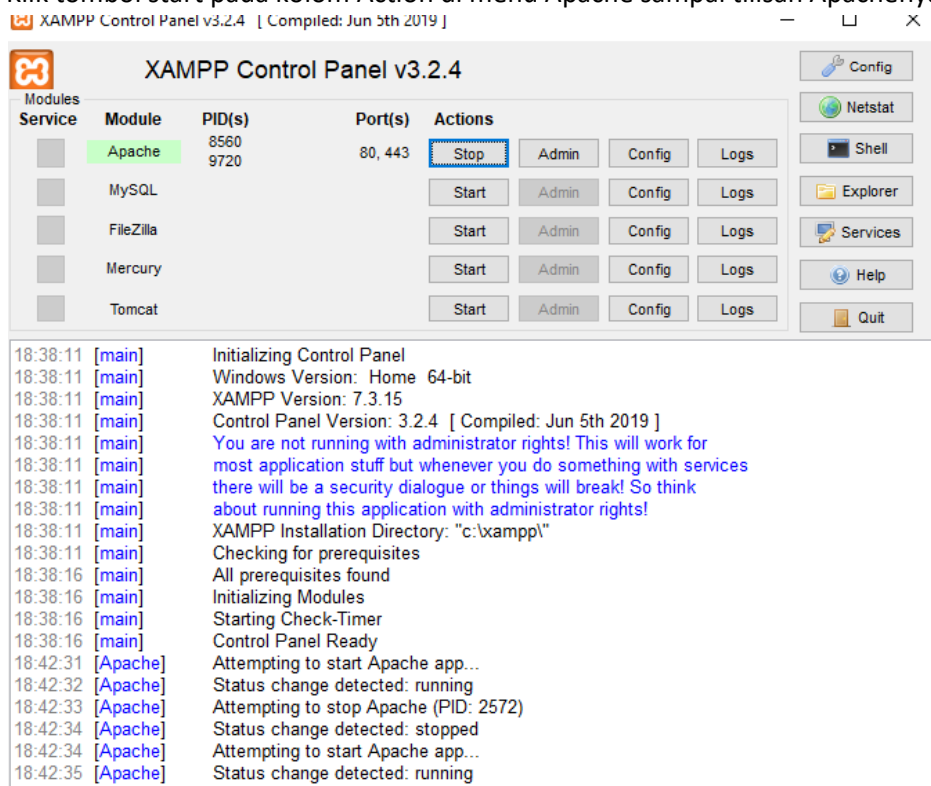 Klik tombol start pada kolom Action di menu Apache sampai tilisan Apacheny
XAMPP Control Panel v3.2.4 [ Compiled: Jun 5th 2019 ]
XAMPP Control Panel v3.2.4
Config
Modules
Service Module PID(s) Port(s) Actions
Netstat
Apache 8560 9720 80, 443 Stop Admin Config Logs
Shell
MySQL Start Admin Config Logs
Explorer
FileZilla Start Admin Config Logs
Services
Mercury Start Admin Config Logs
Help
Tomcat Start Admin Config Logs
Quit
18:38:11 [main] Initializing Control Panel
18:38:11 [main] Windows Version: Home 64-bit
18:38:11 [main] XAMPP Version: 7.3.15
18:38:11 [main] Control Panel Version: 3.2.4 [ Compiled: Jun 5th 2019 ]
18:38:11 [main] You are not running with administrator rights! This will work for
18:38:11 [main] most application stuff but whenever you do something with services
18:38:11 [main] there will be a security dialogue or things will break! So think
18:38:11 [main] about running this application with administrator rights!
18:38:11 [main] XAMPP Installation Directory: "c:\xampp\"
18:38:11 [main] Checking for prerequisites
18:38:16 [main] All prerequisites found
18:38:16 [main] Initializing Modules
18:38:16 [main] Starting Check-Timer
18:38:16 [main] Control Panel Ready
18:42:31 [Apache] Attempting to start Apache app...
18:42:32 [Apache] Status change detected: running
18:42:33 [Apache] Attempting to stop Apache (PID: 2572)
18:42:34 [Apache] Status change detected: stopped
18:42:34 [Apache] Attempting to start Apache app...
18:42:35 [Apache] Status change detected: running